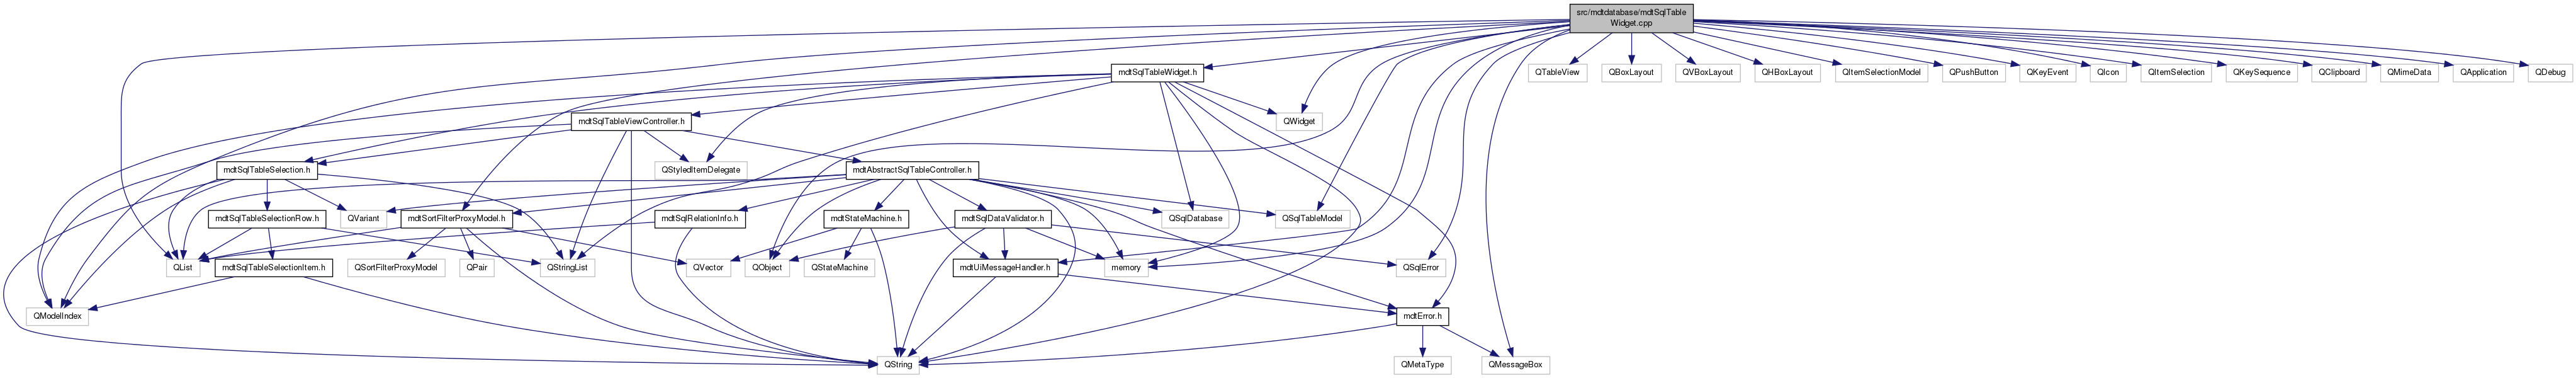 src/mdtdatabase/mdtSqlTable
Widget.cpp
mdtSqlTableWidget.h
QTableView
QBoxLayout
QVBoxLayout
QHBoxLayout
QItemSelectionModel
QPushButton
QKeyEvent
QIcon
QItemSelection
QKeySequence
QClipboard
QMimeData
QApplication
QDebug
mdtSqlTableViewController.h
QWidget
mdtSqlTableSelection.h
QStyledItemDelegate
mdtAbstractSqlTableController.h
mdtSqlTableSelectionRow.h
QVariant
mdtSortFilterProxyModel.h
mdtSqlRelationInfo.h
mdtStateMachine.h
mdtSqlDataValidator.h
QSqlDatabase
QSqlTableModel
QList
mdtSqlTableSelectionItem.h
QSortFilterProxyModel
QPair
QStringList
QVector
QObject
QStateMachine
mdtUiMessageHandler.h
memory
QSqlError
QModelIndex
mdtError.h
QString
QMetaType
QMessageBox